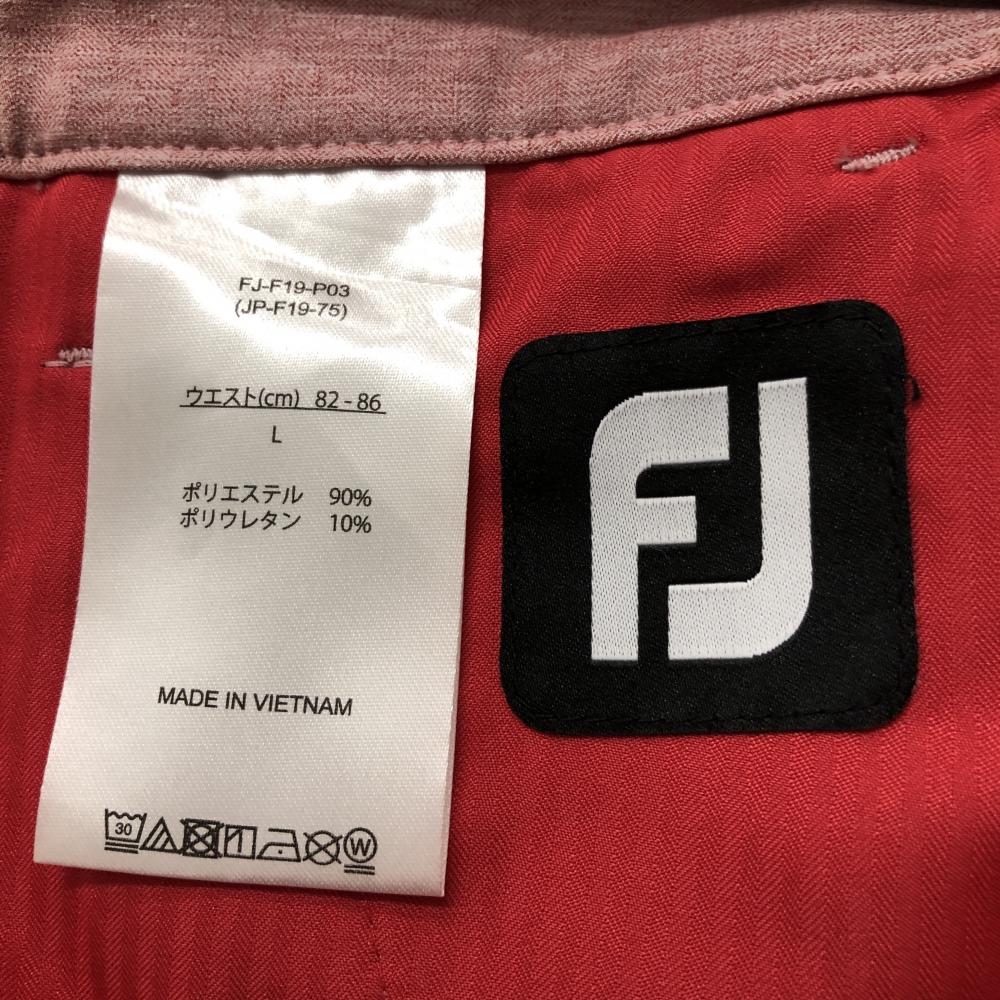 FJ-F19-P03
(JP-F19-75)
ウエスト(cm) 82 - 86
L
ポリエステル 90%
ポリウレタン 10%
MADE IN VIETNAM
30
W
FJ